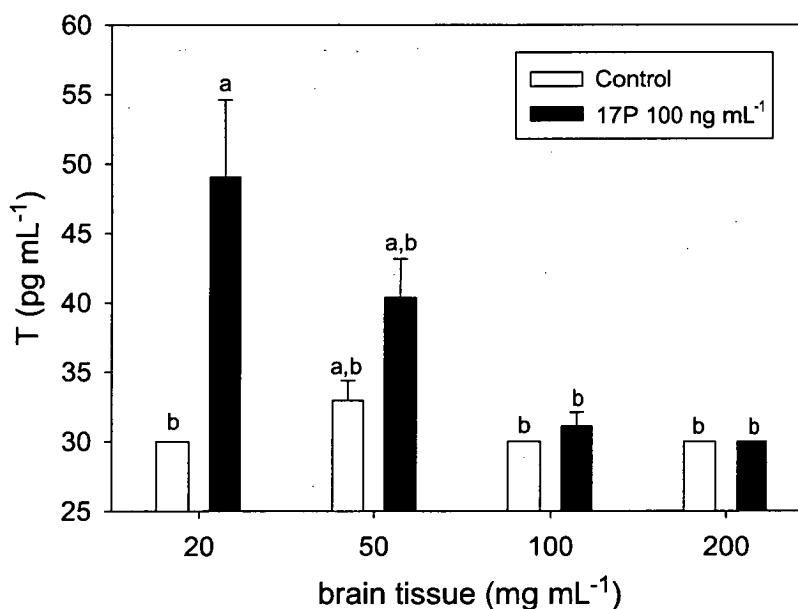 60
55
50
45
40
35
30
25
T (pg mL⁻¹)
Control
17P 100 ng mL⁻¹
a
b
a,b
a,b
b
b
b
b
20
50
100
200
brain tissue (mg mL⁻¹)